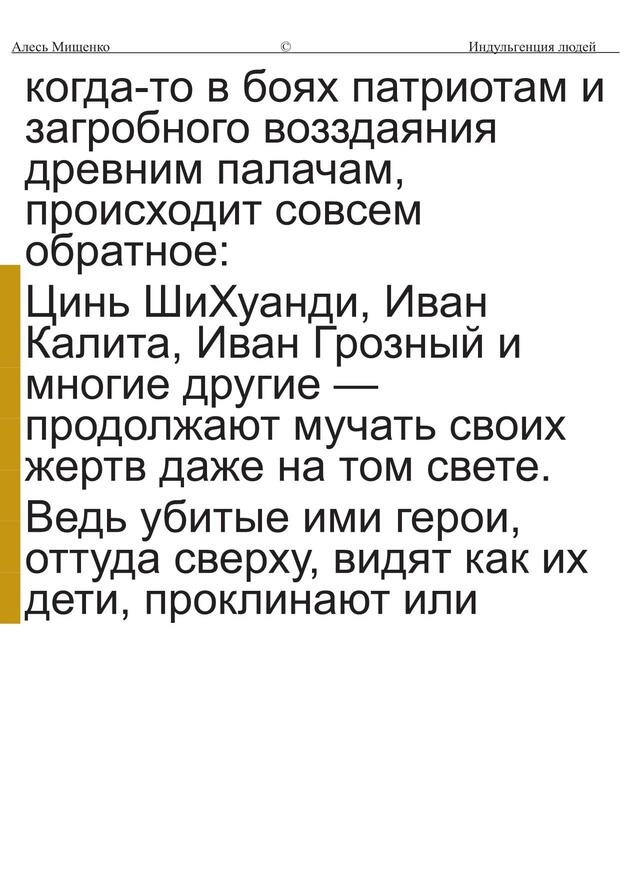 Алесь Мищенко © Индульгенция людей
когда-то в боях патриотам и
загробного возздаяния
древним палачам,
происходит совсем
обратное:
Цинь ШиХуанди, Иван
Калита, Иван Грозный и
многие другие —
продолжают мучать своих
жертв даже на том свете.
Ведь убитые ими герои,
оттуда сверху, видят как их
дети, проклинают или